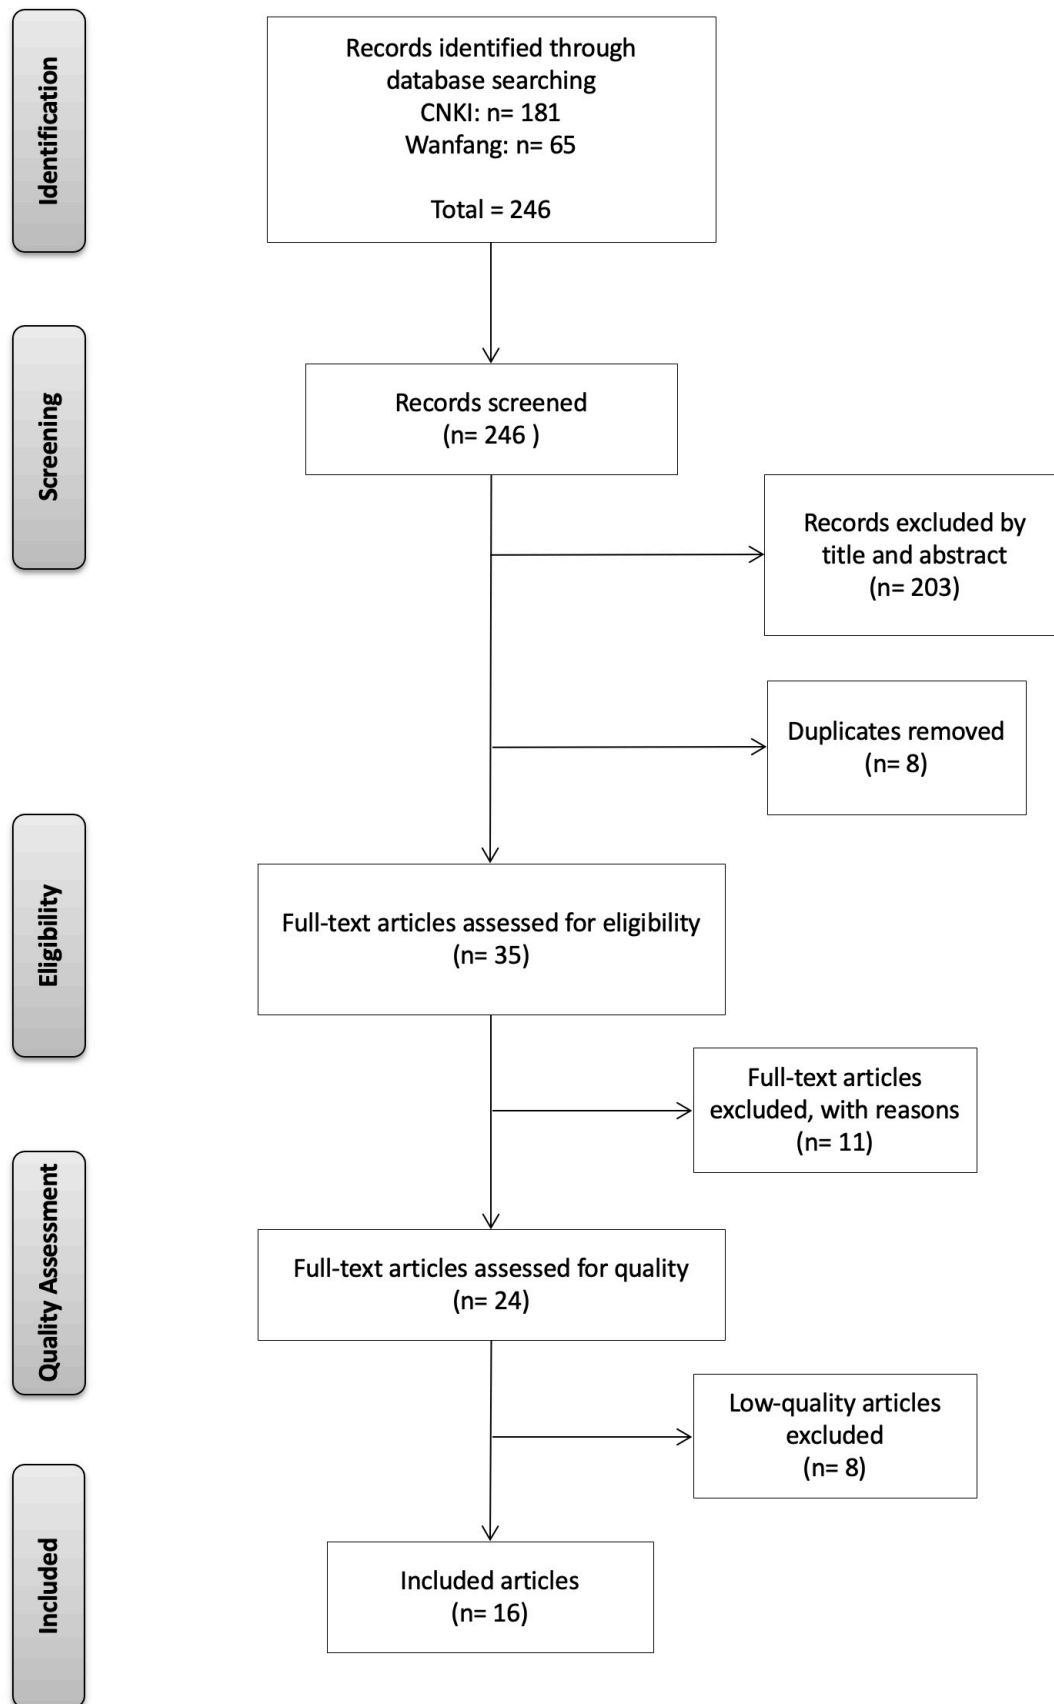 Identification
Records identified through
database searching
CNKI: n= 181
Wanfang: n= 65
Total = 246
Screening
Records screened
(n= 246 )
Records excluded by
title and abstract
(n= 203)
Duplicates removed
(n= 8)
Eligibility
Full-text articles assessed for eligibility
(n= 35)
Full-text articles
excluded, with reasons
(n= 11)
Quality Assessment
Full-text articles assessed for quality
(n= 24)
Low-quality articles
excluded
(n= 8)
Included
Included articles
(n= 16)